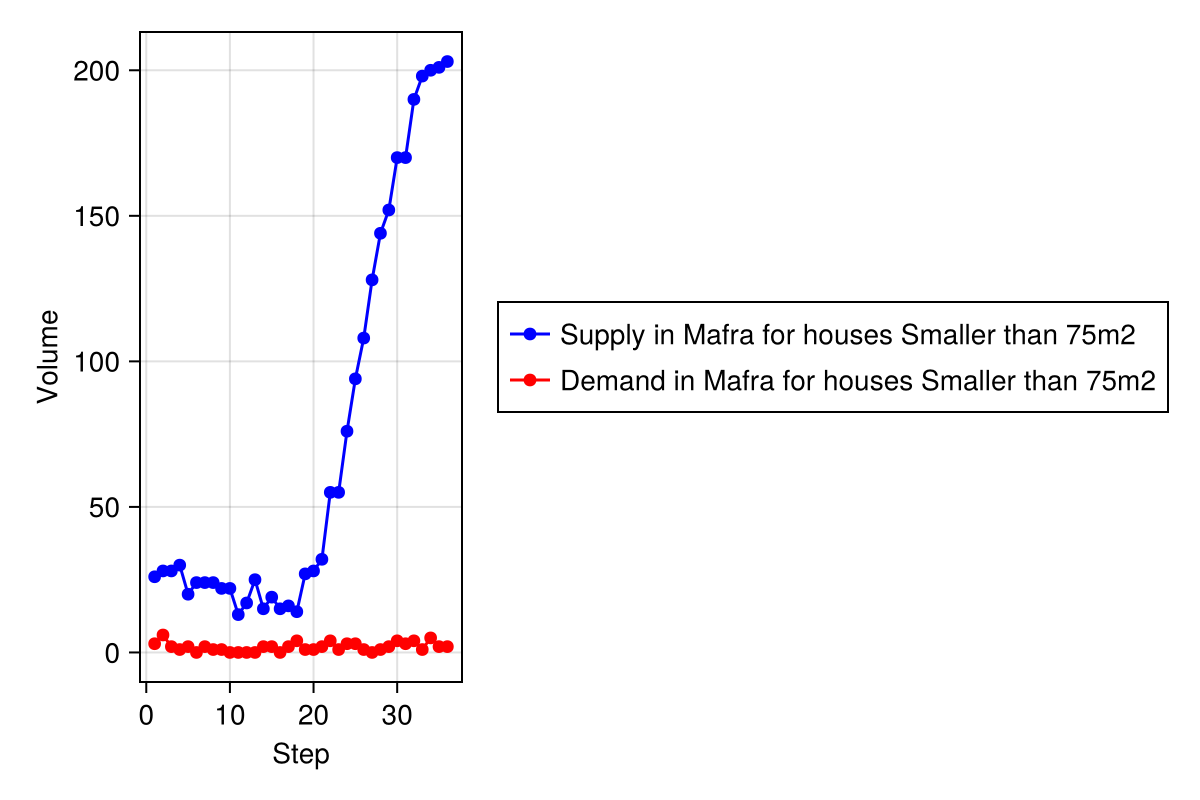 200
150
100
50
0
Volume
0 10 20 30
Step
Supply in Mafra for houses Smaller than 75m2
Demand in Mafra for houses Smaller than 75m2